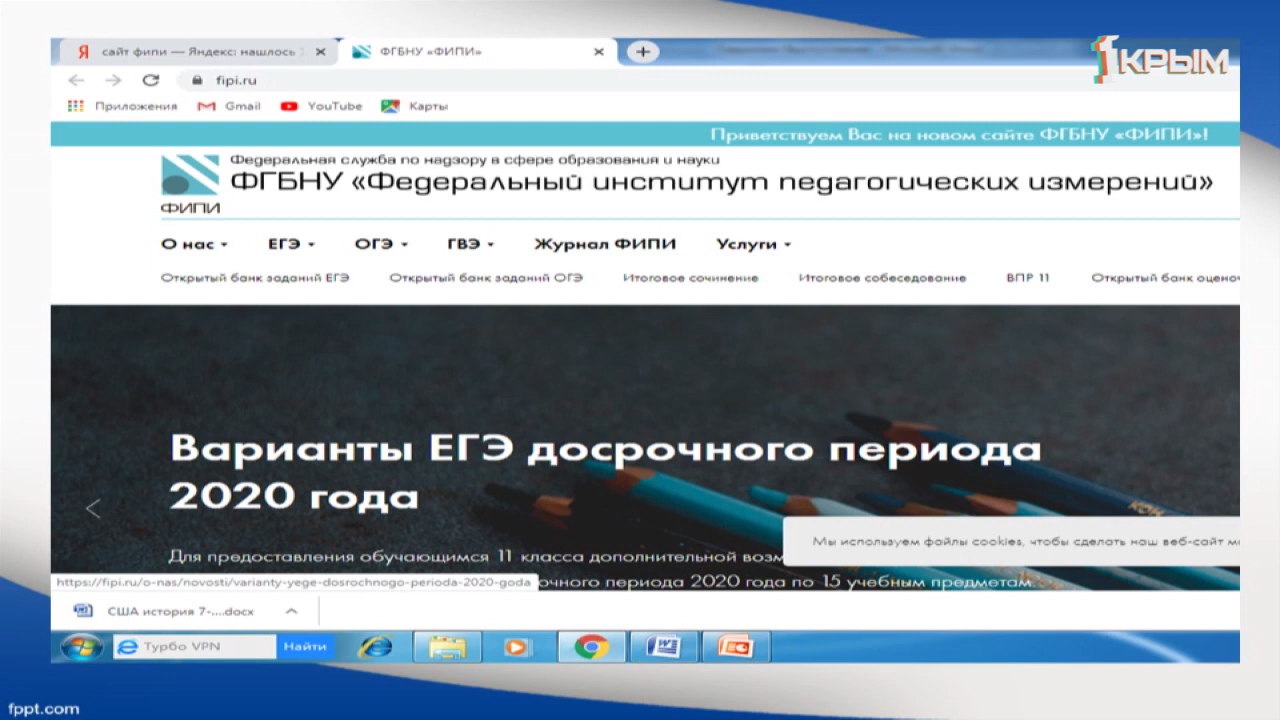 сайт фипи — Яндекс: нашлось
ФГБНУ «ФИПИ»
1КРЫМ
fipi.ru
Приложения
Gmail
YouTube
Карты
Приветствуем Вас на новом сайте ФГБНУ «ФИПИ»!
Федеральная служба по надзору в сфере образования и науки
ФГБНУ «Федеральный институт педагогических измерений»
ФИПИ
О нас ЕГЭ ОГЭ ГВЭ Журнал ФИПИ Услуги
Открытый банк заданий ЕГЭ Открытый банк заданий ОГЭ Итоговое сочинение Итоговое собеседование ВПР 11 Открытый банк оценоч
Варианты ЕГЭ досрочного периода
2020 года
Для предоставления обучающимся 11 класса дополнительной возм
Мы используем файлы cookies, чтобы сделать наш веб-сайт м
https://fipi.ru/o-nas/novosti/varianty-yege-dosrochnogo-perioda-2020-goda
очного периода 2020 года по 15 учебным предметам.
США история 7-....docx
Турбо VPN
Найти
fppt.com